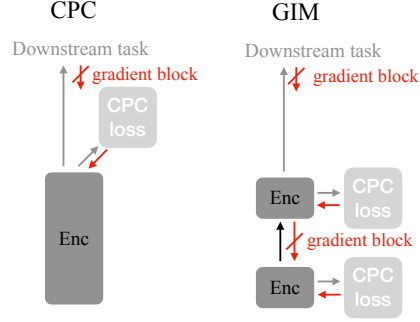 CPC
GIM
Downstream task
Downstream task
gradient block
gradient block
CPC
loss
Enc
Enc
CPC
loss
gradient block
Enc
CPC
loss